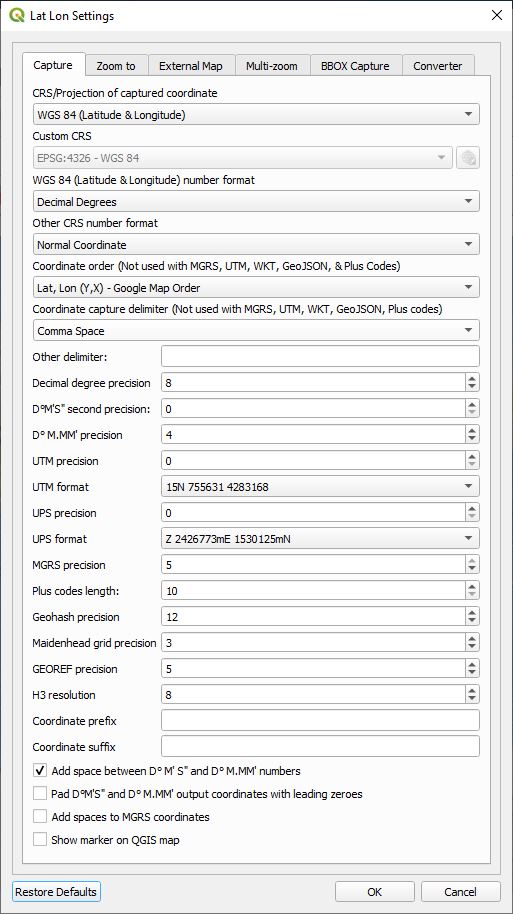 Lat Lon Settings
Capture
Zoom to
External Map
Multi-zoom
BBOX Capture
Converter
CRS/Projection of captured coordinate
WGS 84 (Latitude & Longitude)
Custom CRS
EPSG:4326 - WGS 84
WGS 84 (Latitude & Longitude) number format
Decimal Degrees
Other CRS number format
Normal Coordinate
Coordinate order (Not used with MGRS, UTM, WKT, GeoJSON, & Plus Codes)
Lat, Lon (Y,X) - Google Map Order
Coordinate capture delimiter (Not used with MGRS, UTM, WKT, GeoJSON, Plus codes)
Comma Space
Other delimiter:
Decimal degree precision 8
D°M'S" second precision: 0
D° M.MM' precision 4
UTM precision 0
UTM format 15N 755631 4283168
UPS precision 0
UPS format Z 2426773mE 1530125mN
MGRS precision 5
Plus codes length: 10
Geohash precision 12
Maidenhead grid precision 3
GEOREF precision 5
H3 resolution 8
Coordinate prefix
Coordinate suffix
Add space between D° M' S" and D° M.MM' numbers
Pad D°M'S" and D° M.MM' output coordinates with leading zeroes
Add spaces to MGRS coordinates
Show marker on QGIS map
Restore Defaults
OK
Cancel